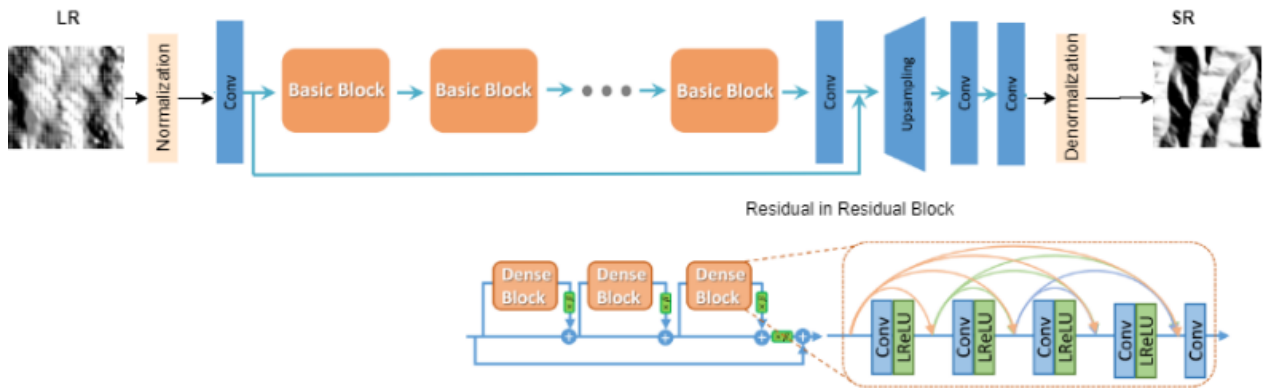 LR
SR
Normalization
Conv
Basic Block
Basic Block
Basic Block
Conv
Upsampling
Conv
Conv
Denormalization
Residual in Residual Block
Dense
Block
Dense
Block
Dense
Block
Conv
LReLU
Conv
LReLU
Conv
LReLU
Conv
LReLU
Conv